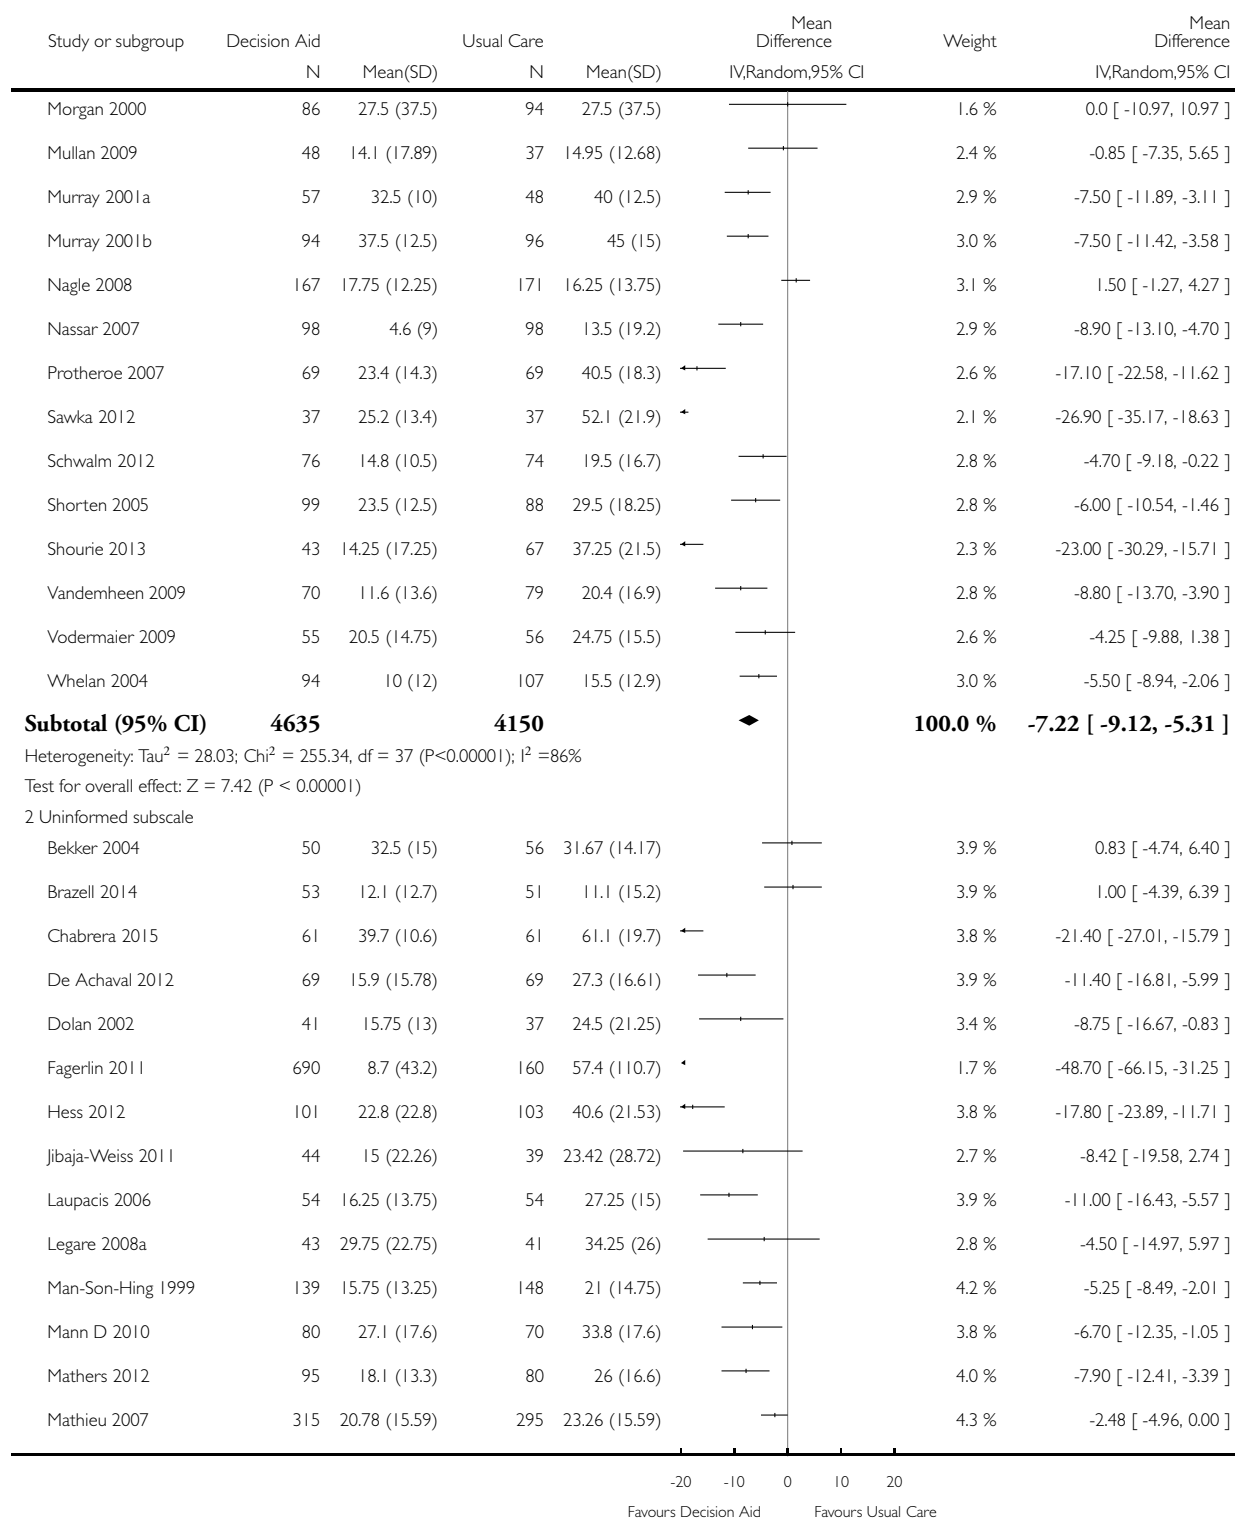 Mean Mean
Study or subgroup Decision Aid Usual Care Difference Weight Difference
N Mean(SD) N Mean(SD) IV,Random,95% CI IV,Random,95% CI
Morgan 2000 86 27.5 (37.5) 94 27.5 (37.5) 1.6 % 0.0 [ -10.97, 10.97 ]
Mullan 2009 48 14.1 (17.89) 37 14.95 (12.68) 2.4 % -0.85 [ -7.35, 5.65 ]
Murray 2001a 57 32.5 (10) 48 40 (12.5) 2.9 % -7.50 [ -11.89, -3.11 ]
Murray 2001b 94 37.5 (12.5) 96 45 (15) 3.0 % -7.50 [ -11.42, -3.58 ]
Nagle 2008 167 17.75 (12.25) 171 16.25 (13.75) 3.1 % 1.50 [ -1.27, 4.27 ]
Nassar 2007 98 4.6 (9) 98 13.5 (19.2) 2.9 % -8.90 [ -13.10, -4.70 ]
Protheroe 2007 69 23.4 (14.3) 69 40.5 (18.3) 2.6 % -17.10 [ -22.58, -11.62 ]
Sawka 2012 37 25.2 (13.4) 37 52.1 (21.9) 2.1 % -26.90 [ -35.17, -18.63 ]
Schwalm 2012 76 14.8 (10.5) 74 19.5 (16.7) 2.8 % -4.70 [ -9.18, -0.22 ]
Shorten 2005 99 23.5 (12.5) 88 29.5 (18.25) 2.8 % -6.00 [ -10.54, -1.46 ]
Shourie 2013 43 14.25 (17.25) 67 37.25 (21.5) 2.3 % -23.00 [ -30.29, -15.71 ]
Vandemheen 2009 70 11.6 (13.6) 79 20.4 (16.9) 2.8 % -8.80 [ -13.70, -3.90 ]
Vodermaier 2009 55 20.5 (14.75) 56 24.75 (15.5) 2.6 % -4.25 [ -9.88, 1.38 ]
Whelan 2004 94 10 (12) 107 15.5 (12.9) 3.0 % -5.50 [ -8.94, -2.06 ]
Subtotal (95% CI) 4635 4150 100.0 % -7.22 [ -9.12, -5.31 ]
Heterogeneity: Tau² = 28.03; Chi² = 255.34, df = 37 (P<0.00001); I² =86%
Test for overall effect: Z = 7.42 (P < 0.00001)
2 Uninformed subscale
Bekker 2004 50 32.5 (15) 56 31.67 (14.17) 3.9 % 0.83 [ -4.74, 6.40 ]
Brazell 2014 53 12.1 (12.7) 51 11.1 (15.2) 3.9 % 1.00 [ -4.39, 6.39 ]
Chabrera 2015 61 39.7 (10.6) 61 61.1 (19.7) 3.8 % -21.40 [ -27.01, -15.79 ]
De Achaval 2012 69 15.9 (15.78) 69 27.3 (16.61) 3.9 % -11.40 [ -16.81, -5.99 ]
Dolan 2002 41 15.75 (13) 37 24.5 (21.25) 3.4 % -8.75 [ -16.67, -0.83 ]
Fagerlin 2011 690 8.7 (43.2) 160 57.4 (110.7) 1.7 % -48.70 [ -66.15, -31.25 ]
Hess 2012 101 22.8 (22.8) 103 40.6 (21.53) 3.8 % -17.80 [ -23.89, -11.71 ]
Jibaja-Weiss 2011 44 15 (22.26) 39 23.42 (28.72) 2.7 % -8.42 [ -19.58, 2.74 ]
Laupacis 2006 54 16.25 (13.75) 54 27.25 (15) 3.9 % -11.00 [ -16.43, -5.57 ]
Legare 2008a 43 29.75 (22.75) 41 34.25 (26) 2.8 % -4.50 [ -14.97, 5.97 ]
Man-Son-Hing 1999 139 15.75 (13.25) 148 21 (14.75) 4.2 % -5.25 [ -8.49, -2.01 ]
Mann D 2010 80 27.1 (17.6) 70 33.8 (17.6) 3.8 % -6.70 [ -12.35, -1.05 ]
Mathers 2012 95 18.1 (13.3) 80 26 (16.6) 4.0 % -7.90 [ -12.41, -3.39 ]
Mathieu 2007 315 20.78 (15.59) 295 23.26 (15.59) 4.3 % -2.48 [ -4.96, 0.00 ]
-20 -10 0 10 20
Favours Decision Aid Favours Usual Care